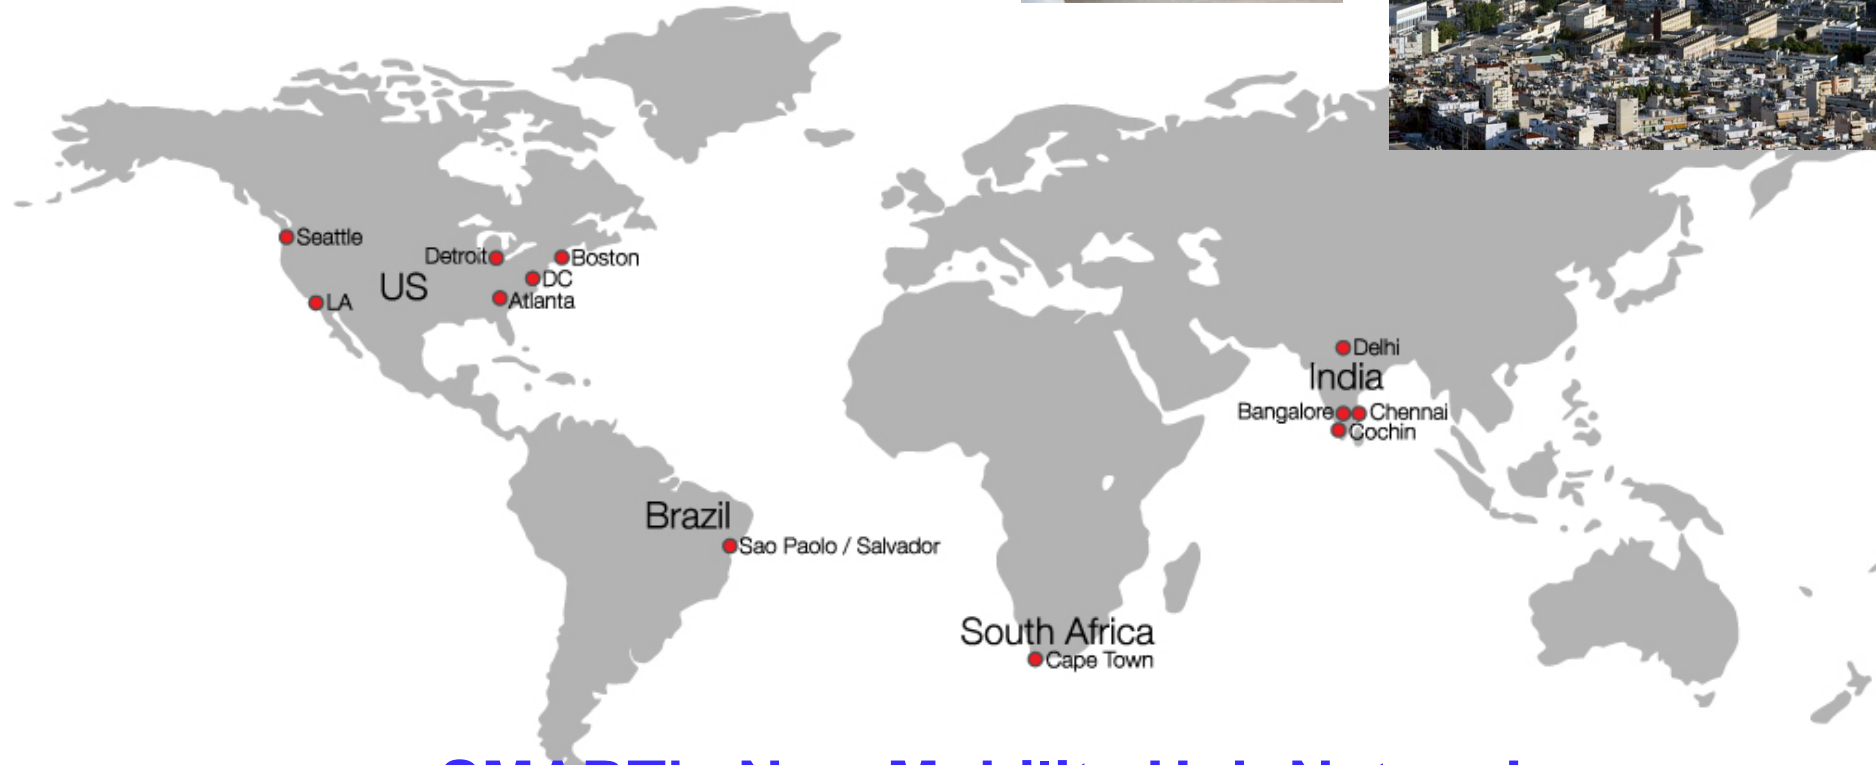 Seattle
Detroit
Boston
US
DC
LA
Atlanta
Delhi
India
Bangalore
Chennai
Cochin
Brazil
Sao Paolo / Salvador
South Africa
Cape Town